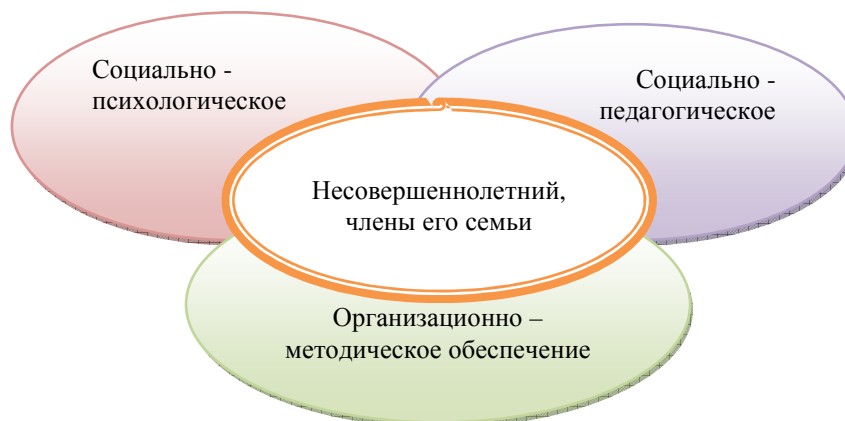 Социально -
психологическое
Социально -
педагогическое
Несовершеннолетний,
члены его семьи
Организационно –
методическое обеспечение